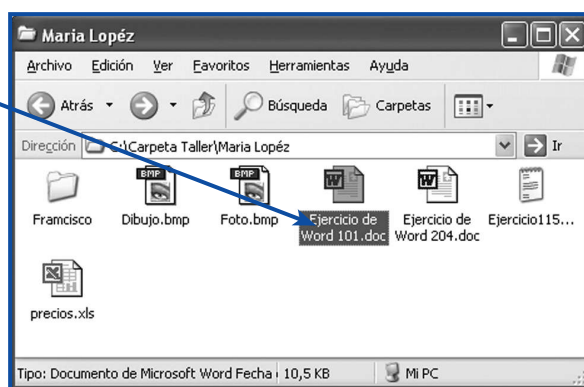 Maria Lopéz
Archivo Edición Ver Favoritos Herramientas Ayuda
Atrás Búsqueda Carpetas
Dirección C:\Carpeta Taller\Maria Lopéz Ir
BMP BMP
Framcisco Dibujo.bmp Foto.bmp Ejercicio de Word 101.doc Ejercicio de Word 204.doc Ejercicio115...
precios.xls
Tipo: Documento de Microsoft Word Fecha 10,5 KB Mi PC